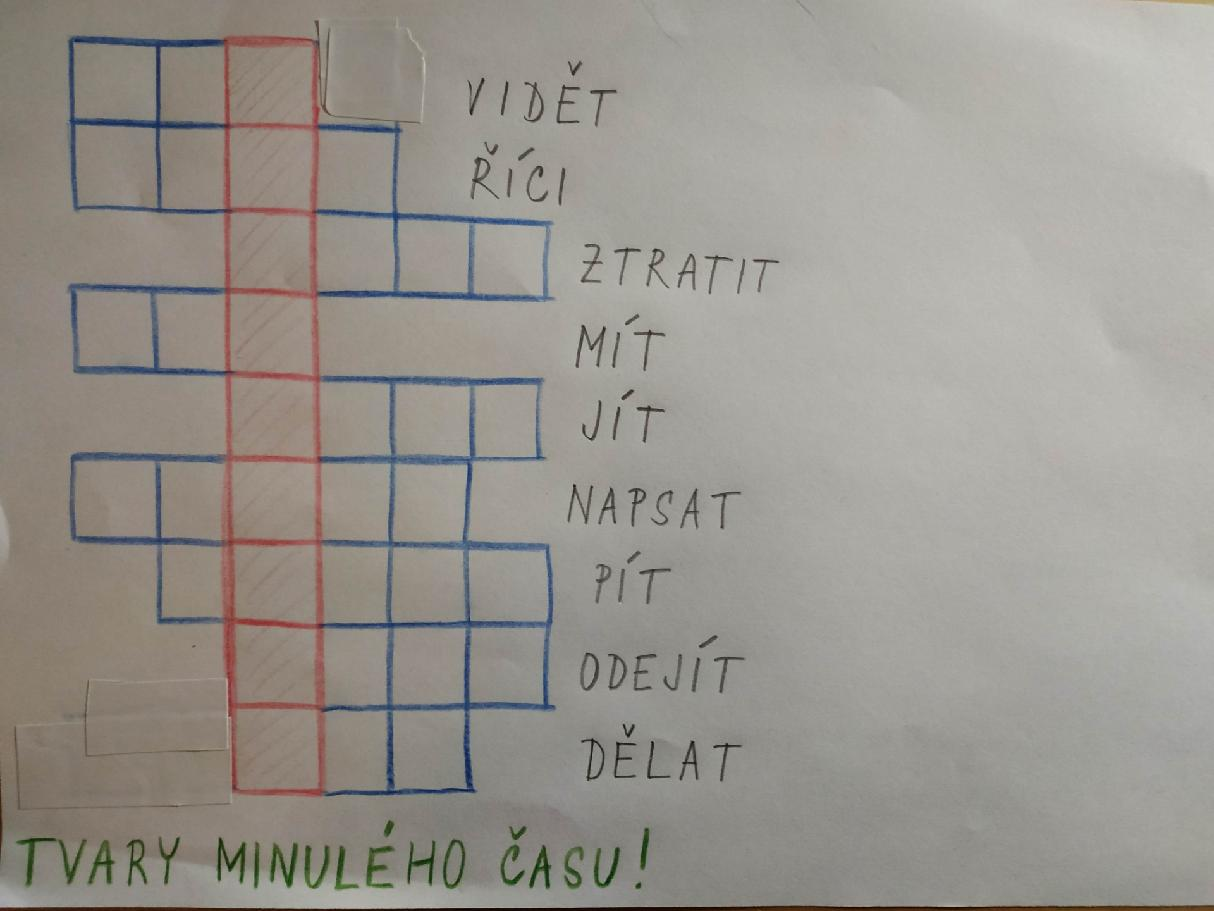 VIDĚT
ŘÍCI
ZTRATIT
MÍT
JÍT
NAPSAT
PÍT
ODEJÍT
DĚLAT
TVARY MINULÉHO ČASU!